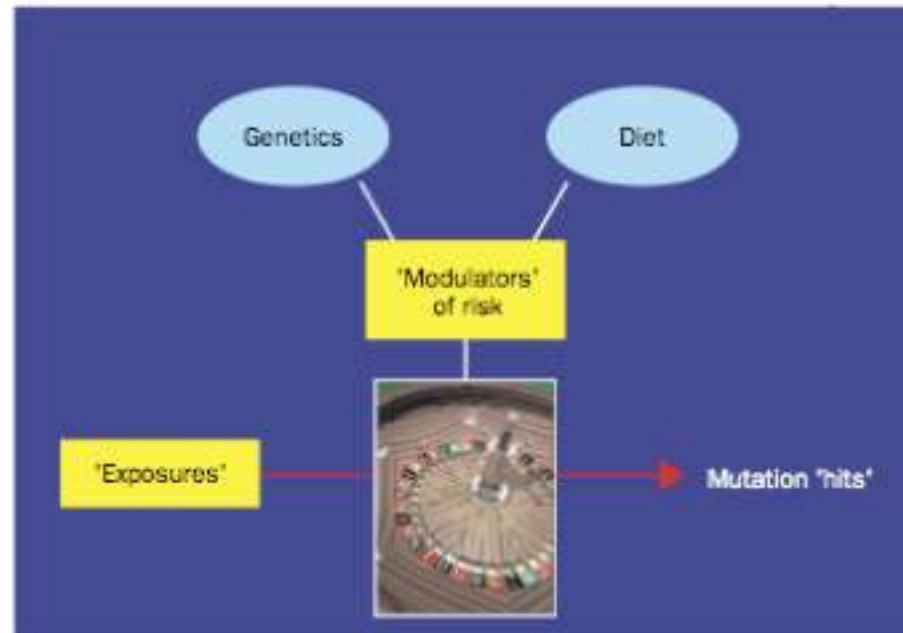 Genetics
Diet
"Modulators"
of risk
"Exposures"
Mutation "hits"